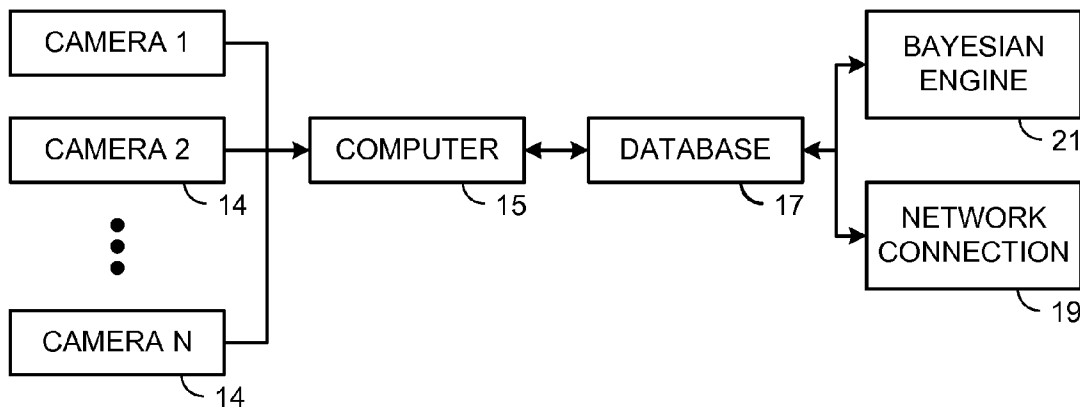 CAMERA 1
CAMERA 2
14
CAMERA N
14
COMPUTER
15
DATABASE
17
BAYESIAN
ENGINE
21
NETWORK
CONNECTION
19